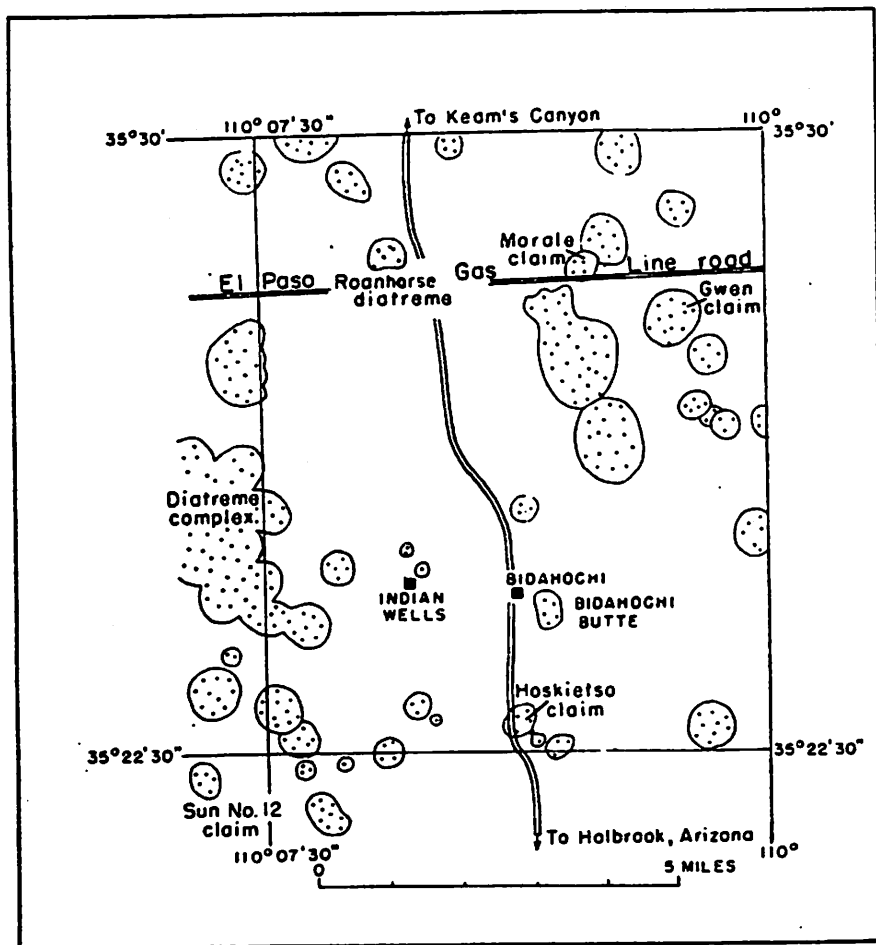 To Keam's Canyon
110° 07'30"
110°
35°30'
35°30'
Morale
claim
El Paso
Gas
Line road
Roanhorse
diatreme
Gwen
claim
Diatreme
complex
BIDAHOCHI
INDIAN
WELLS
BIDAHOCHI
BUTTE
Hoskietso
claim
35°22'30"
35°22'30"
Sun No. 12
claim
To Holbrook, Arizona
110°07'30"
110°
0
5 MILES